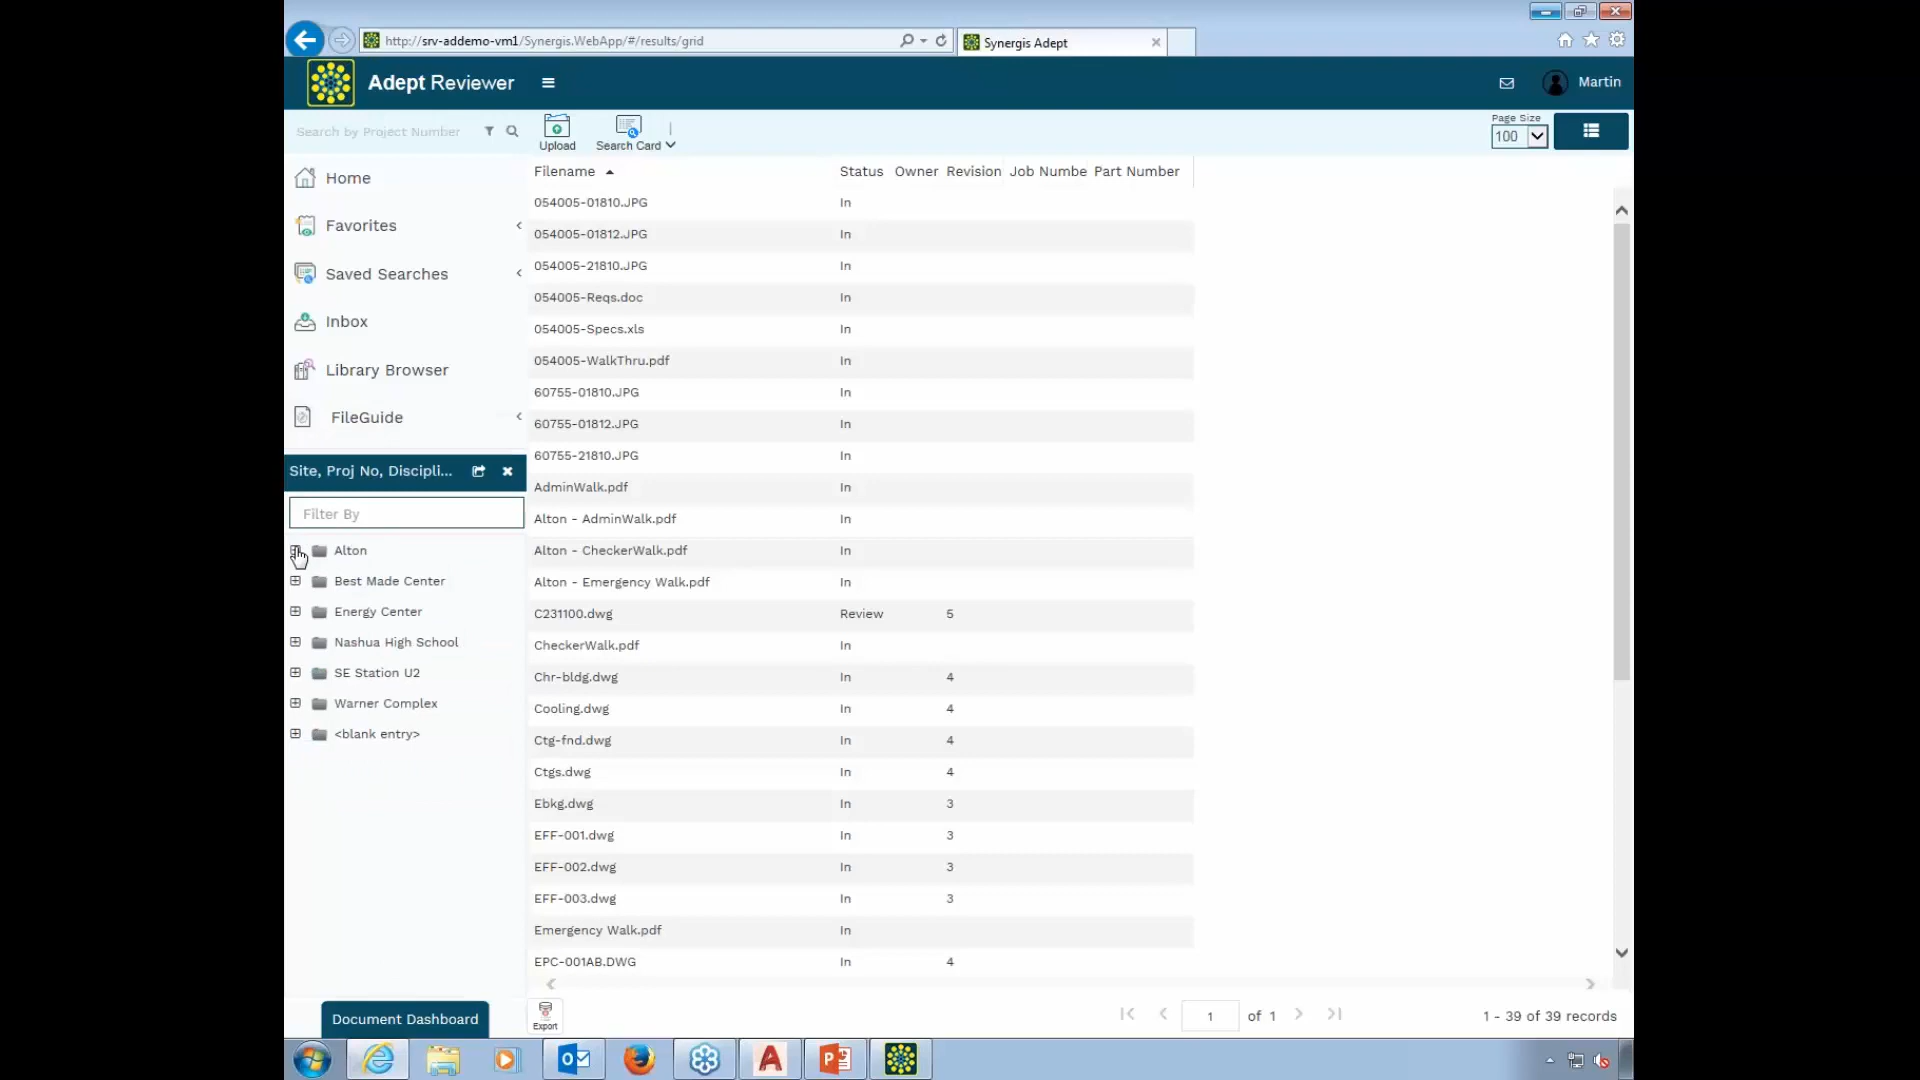 http://srv-addemo-vm1/Synergis.WebApp/#/results/grid
Synergis Adept
Adept Reviewer
Martin
Search by Project Number
Upload
Search Card
Page Size
100
Home
Favorites
Saved Searches
Inbox
Library Browser
FileGuide
Site, Proj No, Discipli...
Filter By
Alton
Best Made Center
Energy Center
Nashua High School
SE Station U2
Warner Complex
<blank entry>
Document Dashboard
Filename Status Owner Revision Job Numbe Part Number
054005-01810.JPG In
054005-01812.JPG In
054005-21810.JPG In
054005-Reqs.doc In
054005-Specs.xls In
054005-WalkThru.pdf In
60755-01810.JPG In
60755-01812.JPG In
60755-21810.JPG In
AdminWalk.pdf In
Alton - AdminWalk.pdf In
Alton - CheckerWalk.pdf In
Alton - Emergency Walk.pdf In
C231100.dwg Review 5
CheckerWalk.pdf In
Chr-bldg.dwg In 4
Cooling.dwg In 4
Ctg-fnd.dwg In 4
Ctgs.dwg In 4
Ebkg.dwg In 3
EFF-001.dwg In 3
EFF-002.dwg In 3
EFF-003.dwg In 3
Emergency Walk.pdf In
EPC-001AB.DWG In 4
Export
1 of 1
1 - 39 of 39 records